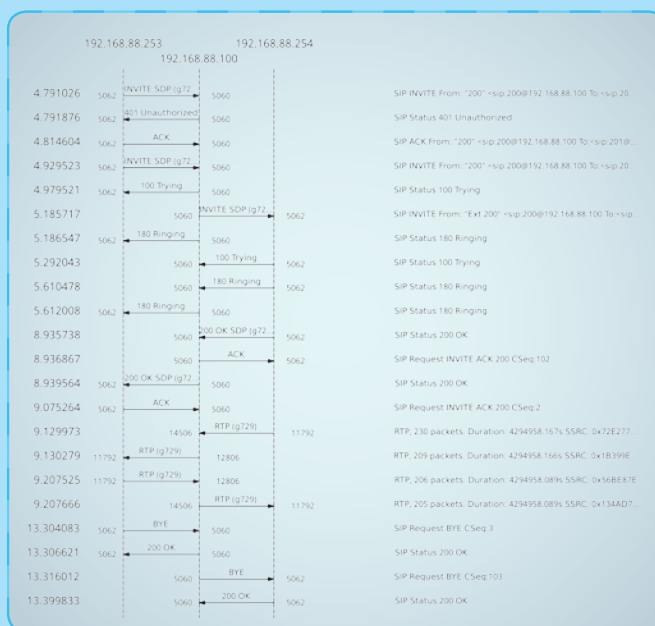 192.168.88.253 192.168.88.254
192.168.88.100
4.791026 5062 INVITE SDP (g72... 5060 SIP INVITE From: "200" <sip:200@192.168.88.100 To:<sip:20...
4.791876 5062 401 Unauthorized 5060 SIP Status 401 Unauthorized
4.814604 5062 ACK 5060 SIP ACK From: "200" <sip:200@192.168.88.100 To:<sip:201@...
4.929523 5062 INVITE SDP (g72... 5060 SIP INVITE From: "200" <sip:200@192.168.88.100 To:<sip:20...
4.979521 5062 100 Trying 5060 SIP Status 100 Trying
5.185717 5060 INVITE SDP (g72... 5062 SIP INVITE From: "Ext 200" <sip:200@192.168.88.100 To:<sip...
5.186547 5062 180 Ringing 5060 SIP Status 180 Ringing
5.292043 5060 100 Trying 5062 SIP Status 100 Trying
5.610478 5060 180 Ringing 5062 SIP Status 180 Ringing
5.612008 5062 180 Ringing 5060 SIP Status 180 Ringing
8.935738 5060 200 OK SDP (g72... 5062 SIP Status 200 OK
8.936867 5060 ACK 5062 SIP Request INVITE ACK 200 CSeq:102
8.939564 5062 200 OK SDP (g72... 5060 SIP Status 200 OK
9.075264 5062 ACK 5060 SIP Request INVITE ACK 200 CSeq:2
9.129973 14506 RTP (g729) 11792 RTP, 230 packets. Duration: 4294958.167s SSRC: 0x72E277...
9.130279 11792 RTP (g729) 12806 RTP, 209 packets. Duration: 4294958.166s SSRC: 0x1B399E...
9.207525 11792 RTP (g729) 12806 RTP, 206 packets. Duration: 4294958.089s SSRC: 0x56BE87E...
9.207666 14506 RTP (g729) 11792 RTP, 205 packets. Duration: 4294958.089s SSRC: 0x134AD7...
13.304083 5062 BYE 5060 SIP Request BYE CSeq:3
13.306621 5062 200 OK 5060 SIP Status 200 OK
13.316012 5060 BYE 5062 SIP Request BYE CSeq:103
13.399833 5060 200 OK 5062 SIP Status 200 OK